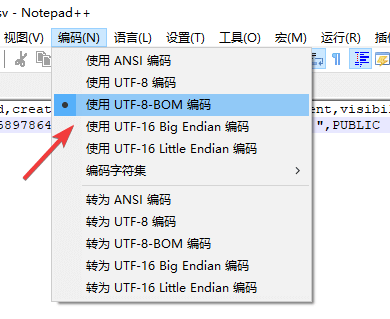 sv - Notepad++
视图(V) 编码(N) 语言(L) 设置(T) 工具(O) 宏(M) 运行(R) 插
使用 ANSI 编码
使用 UTF-8 编码
使用 UTF-8-BOM 编码
使用 UTF-16 Big Endian 编码
使用 UTF-16 Little Endian 编码
编码字符集
转为 ANSI 编码
转为 UTF-8 编码
转为 UTF-8-BOM 编码
转为 UTF-16 Big Endian 编码
转为 UTF-16 Little Endian 编码
d,creat ent,visibil
6897864 ",PUBLIC